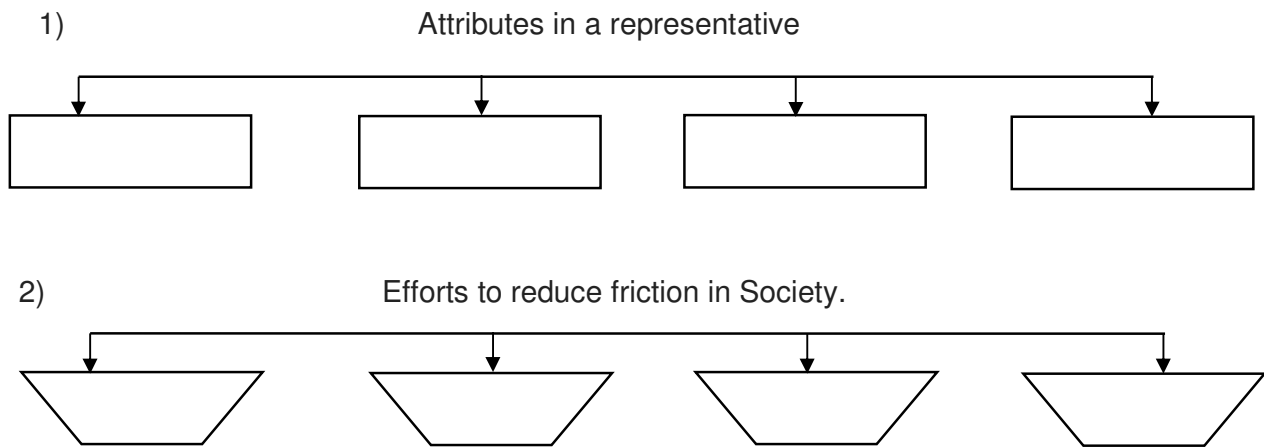 1) Attributes in a representative
2) Efforts to reduce friction in Society.